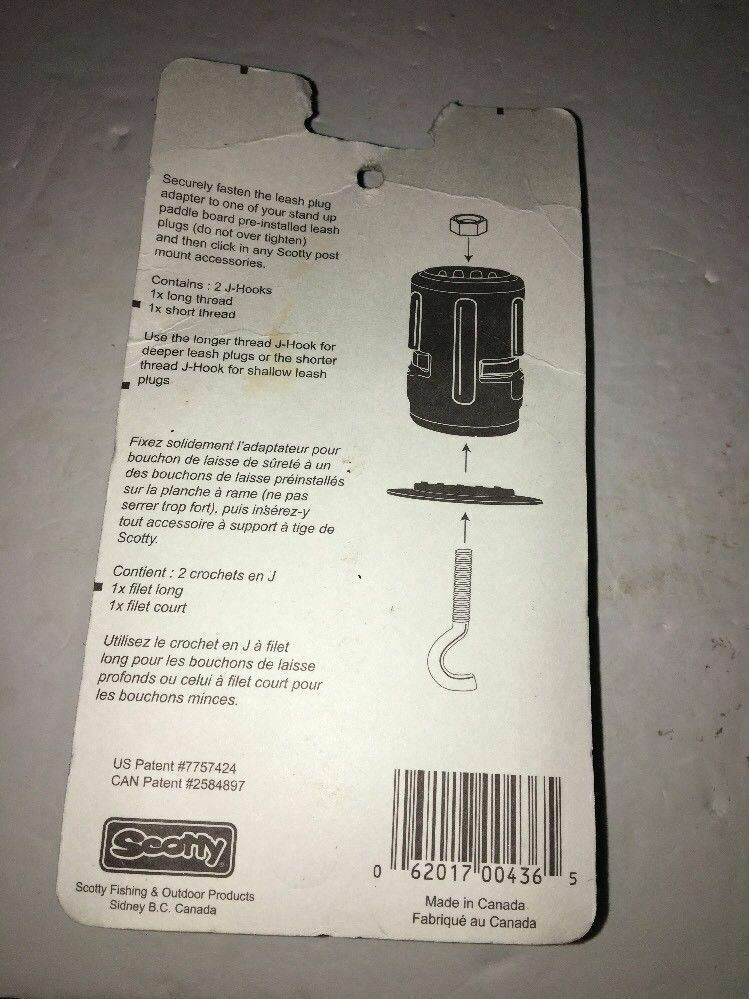 Securely fasten the leash plug
adapter to one of your stand up
paddle board pre-installed leash
plugs (do not over tighten)
and then click in any Scotty post
mount accessories.
Contains : 2 J-Hooks
1x long thread
1x short thread
Use the longer thread J-Hook for
deeper leash plugs or the shorter
thread J-Hook for shallow leash
plugs
Fixez solidement l'adaptateur pour
bouchon de laisse de sûreté à un
des bouchons de laisse préinstallés
sur la planche à rame (ne pas
serrer trop fort), puis insérez-y
tout accessoire à support à tige de
Scotty.
Contient : 2 crochets en J
1x filet long
1x filet court
Utilisez le crochet en J à filet
long pour les bouchons de laisse
profonds ou celui à filet court pour
les bouchons minces.
US Patent #7757424
CAN Patent #2584897
Scotty
Scotty Fishing & Outdoor Products
Sidney B.C. Canada
0 62017 00436 5
Made in Canada
Fabriqué au Canada